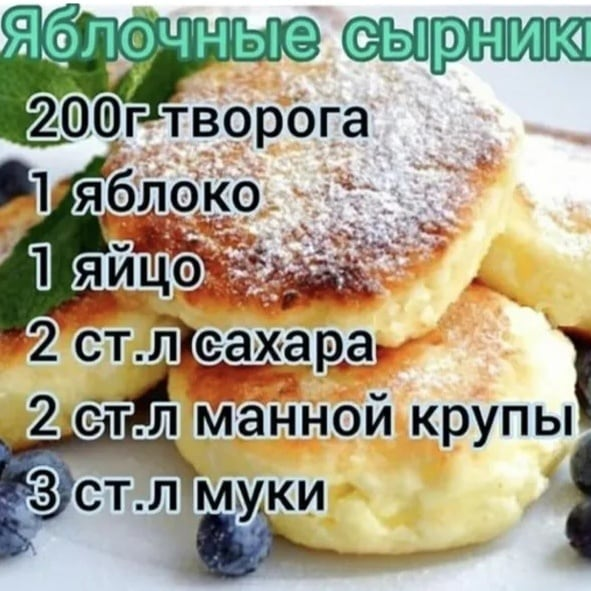 Яблочные сырники
200г творога
1 яблоко
1 яйцо
2 ст.л сахара
2 ст.л манной крупы
3 ст.л муки